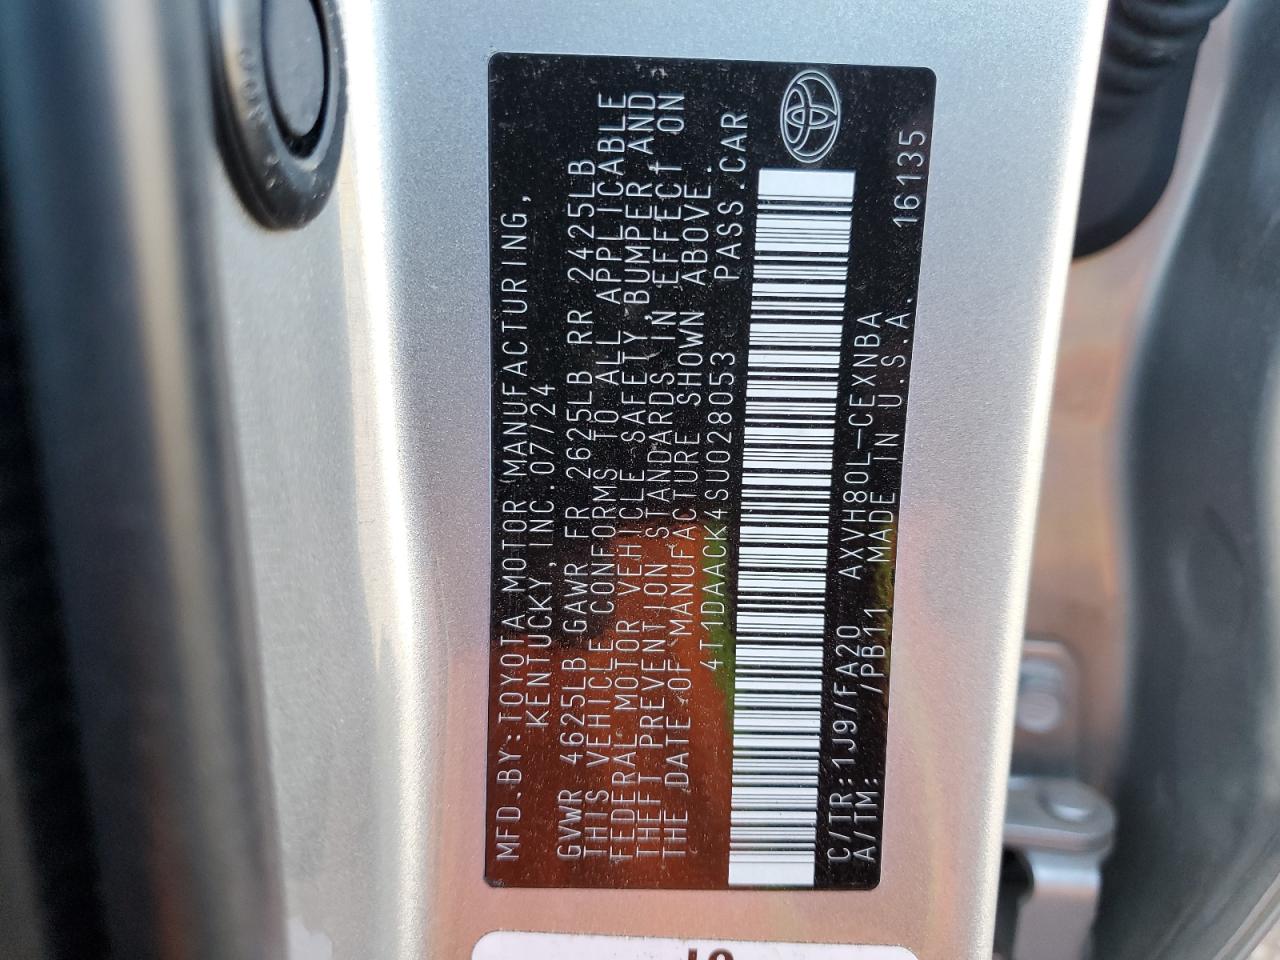 MFD.BY:TOYOTA MOTOR MANUFACTURING,
KENTUCKY, INC.07/24
GVWR 4625LB GAWR FR 2625LB RR 2425LB
THIS VEHICLE CONFORMS TO ALL APPLICABLE
FEDERAL MOTOR VEHICLE SAFETY,BUMPER AND
THEFT PREVENTION STANDARDS IN EFFECT ON
THE DATE OF MANUFACTURE SHOWN ABOVE.
4T1DAACK4SU028053 PASS.CAR
C/TR:1J9/FA20 AXVH80L-CEXNBA 16135
A/TM: /PB11 MADE IN U.S.A.